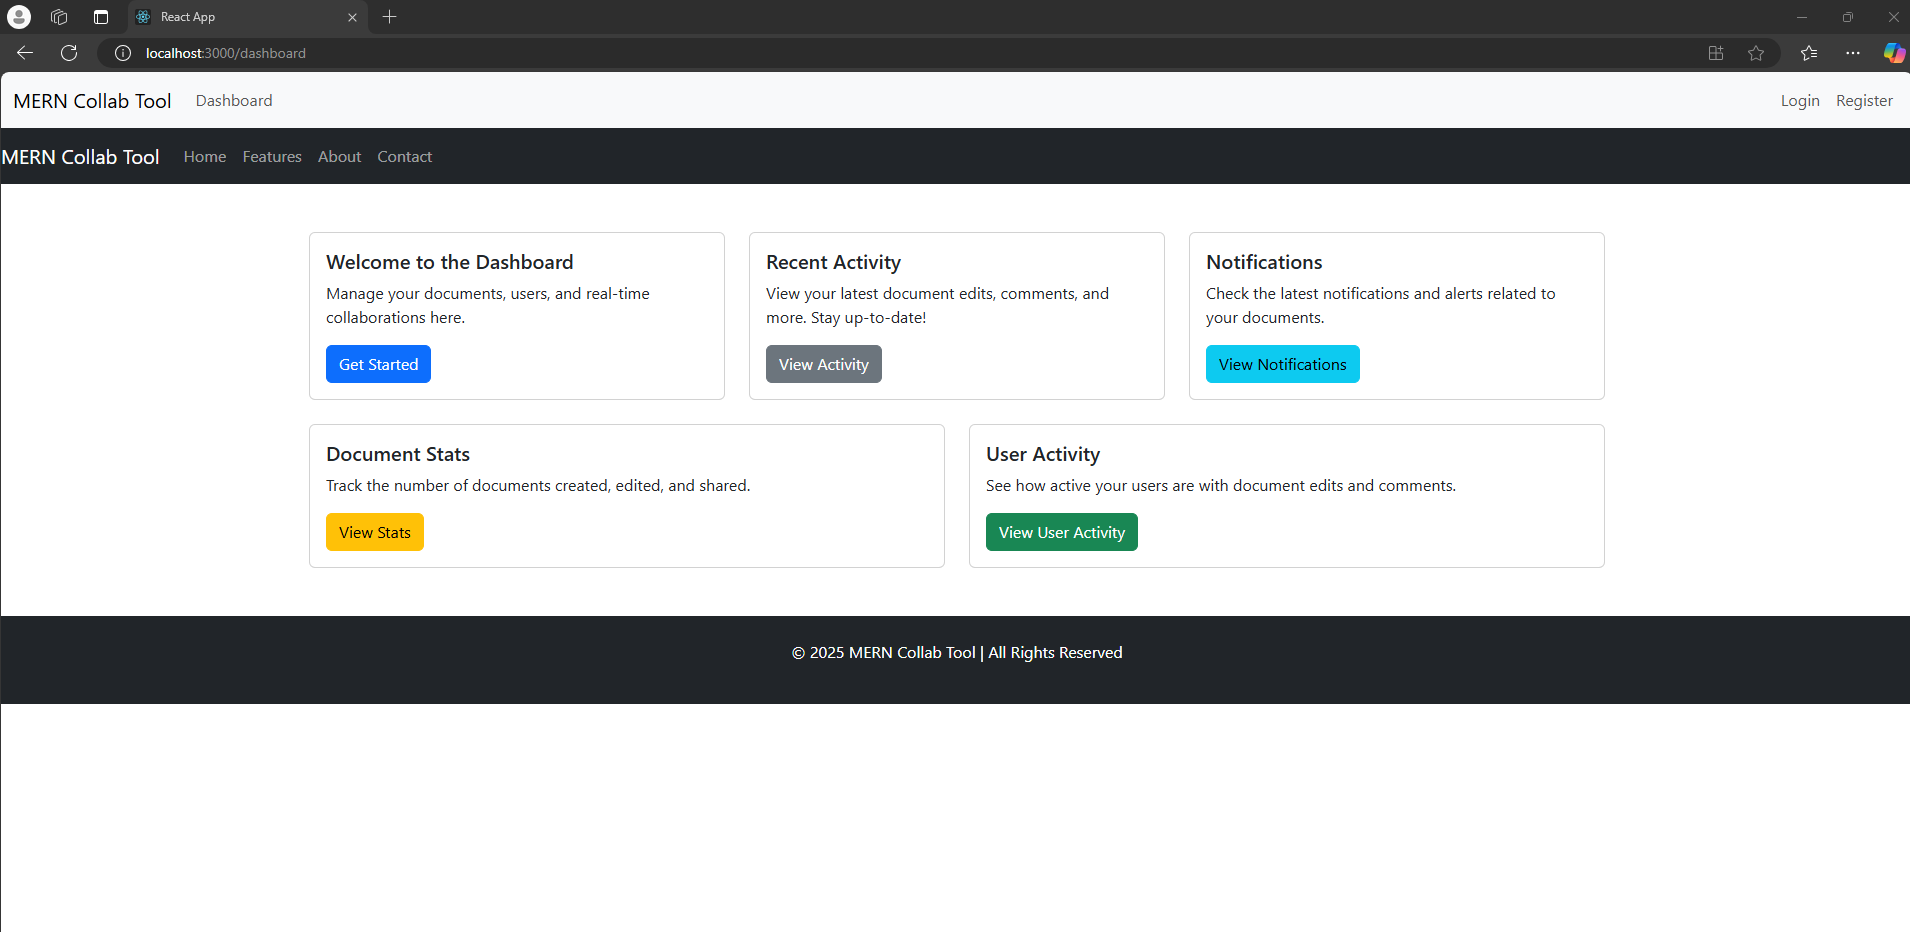 React App
localhost:3000/dashboard
MERN Collab Tool Dashboard Login Register
MERN Collab Tool Home Features About Contact
Welcome to the Dashboard
Manage your documents, users, and real-time
collaborations here.
Get Started
Recent Activity
View your latest document edits, comments, and
more. Stay up-to-date!
View Activity
Notifications
Check the latest notifications and alerts related to
your documents.
View Notifications
Document Stats
Track the number of documents created, edited, and shared.
View Stats
User Activity
See how active your users are with document edits and comments.
View User Activity
© 2025 MERN Collab Tool | All Rights Reserved